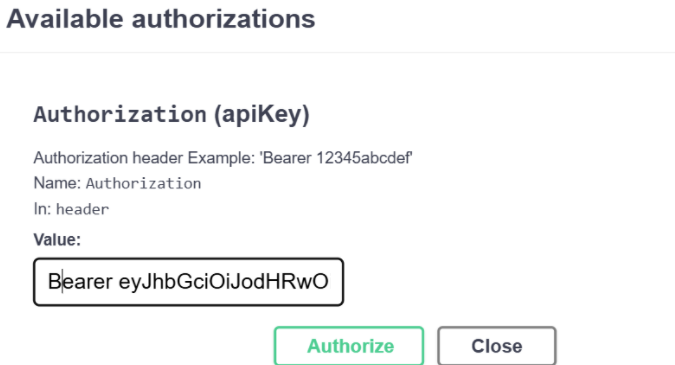 Available authorizations
Authorization (apiKey)
Authorization header Example: 'Bearer 12345abcdef'
Name: Authorization
In: header
Value:
Bearer eyJhbGciOiJodHRwO
Authorize Close